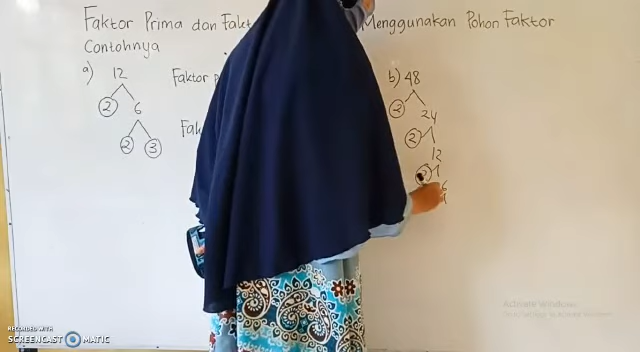 Faktor Prima dan Menggunakan Pohon Faktor
Contohnya
a) 12
2 6
2 3
Faktor
b) 48
2 24
2 12
2 6
Activate Windows
RECORDED WITH
SCREENCAST MATIC